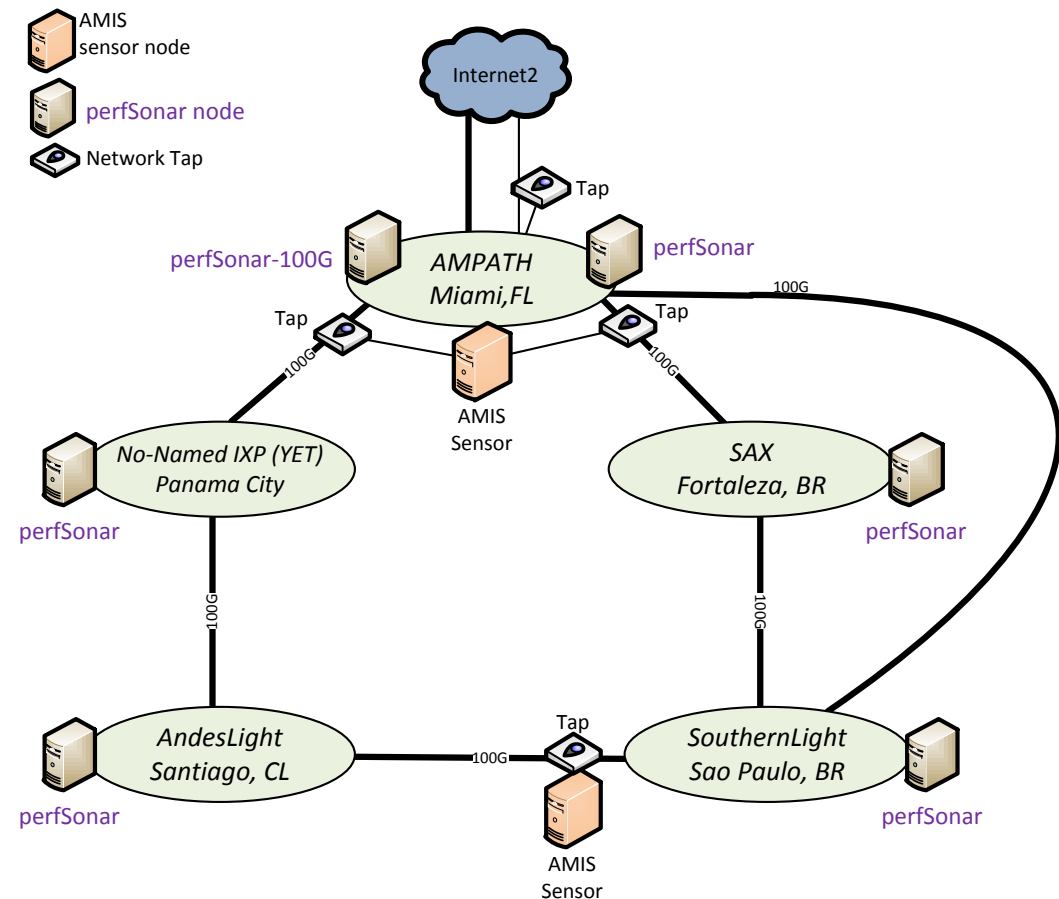 AMIS
sensor node
perfSonar node
Network Tap
Internet2
Tap
perfSonar-100G
perfSonar
AMPATH
Miami,FL
100G
Tap
Tap
100G
100G
AMIS
Sensor
No-Named IXP (YET)
Panama City
SAX
Fortaleza, BR
perfSonar
perfSonar
100G
100G
AndesLight
Santiago, CL
Tap
100G
SouthernLight
Sao Paulo, BR
perfSonar
perfSonar
AMIS
Sensor